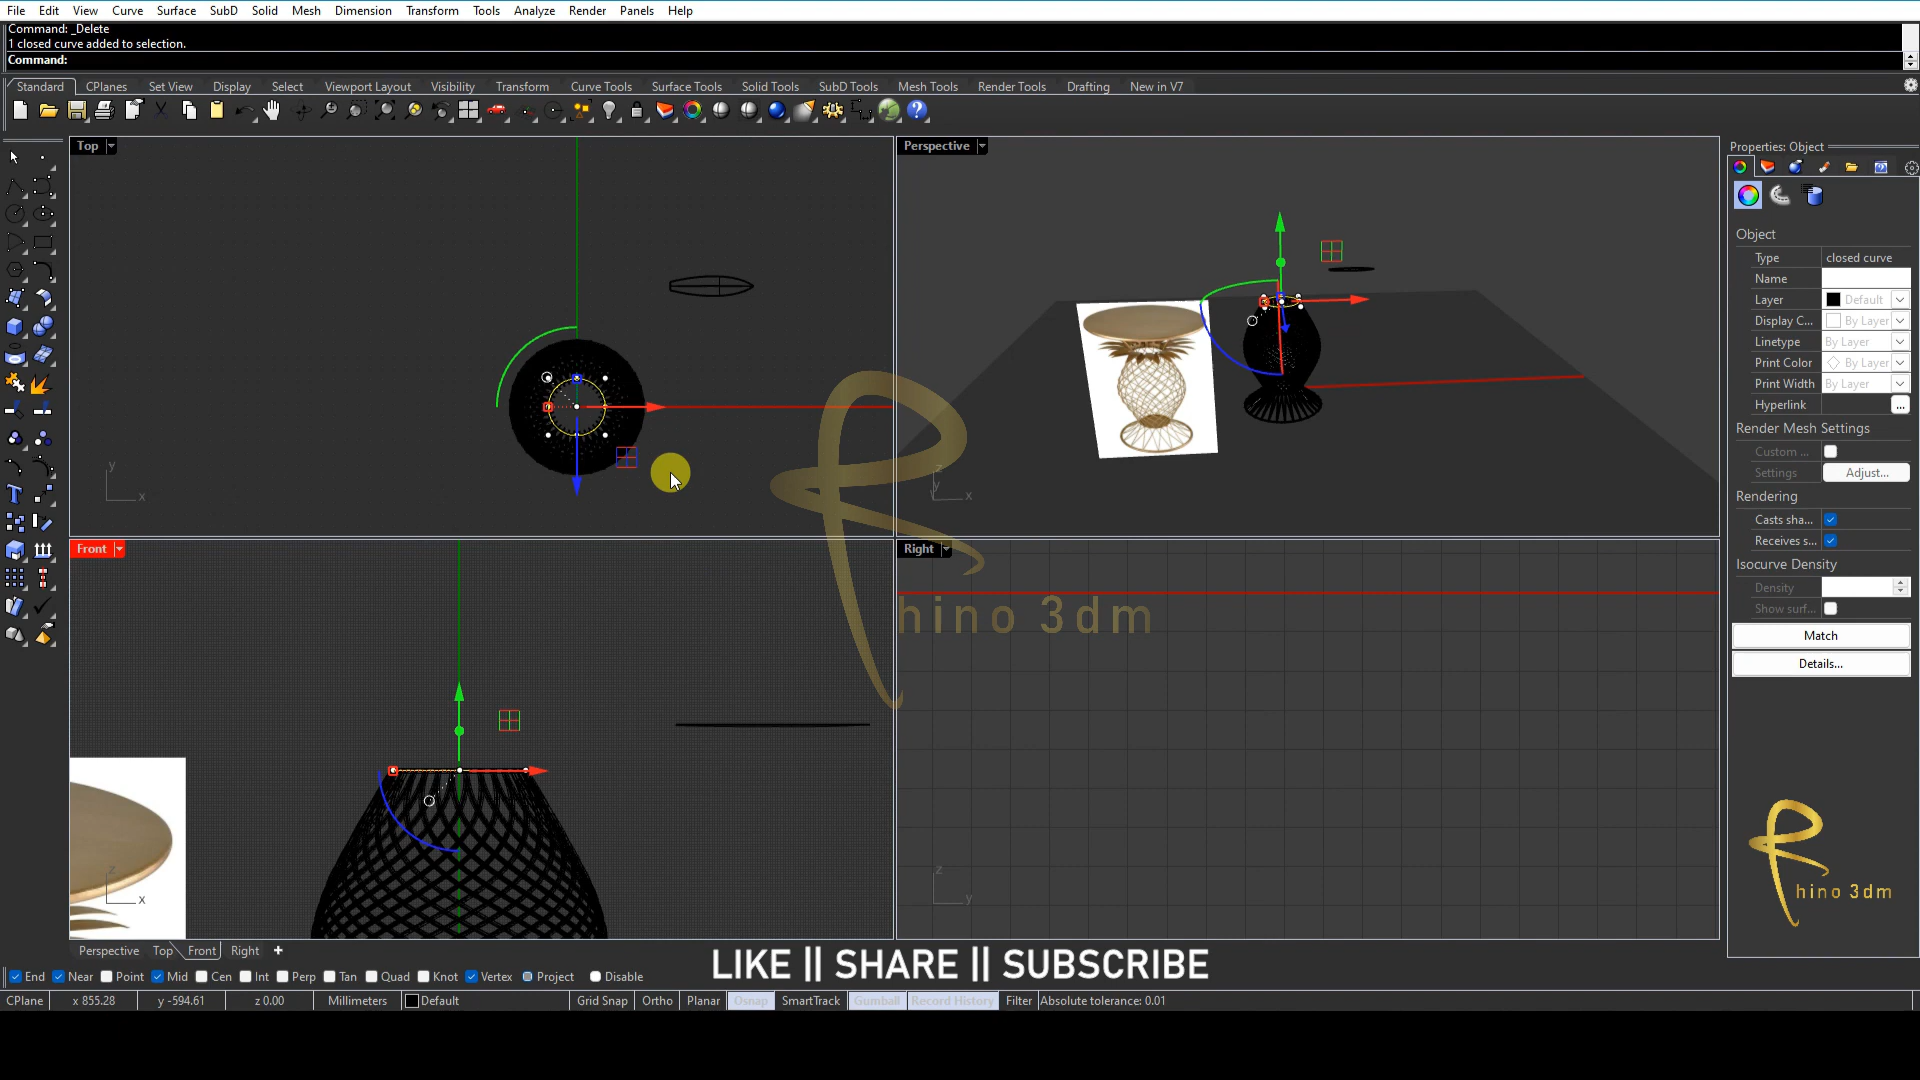 File Edit View Curve Surface SubD Solid Mesh Dimension Transform Tools Analyze Render Panels Help
Command: _Delete
1 closed curve added to selection.
Command:
Standard CPlanes Set View Display Select Viewport Layout Visibility Transform Curve Tools Surface Tools Solid Tools SubD Tools Mesh Tools Render Tools Drafting New in V7
Top
Perspective
Properties: Object
Object
Type closed curve
Name
Layer Default
Display C... By Layer
Linetype By Layer
Print Color By Layer
Print Width By Layer
Hyperlink ...
Render Mesh Settings
Custom ...
Settings Adjust...
Rendering
Casts sha...
Receives s...
Isocurve Density
Density
Show surf...
Match
Details...
y
x
z
y
x
Front
Right
hino 3dm
z
x
z
y
hino 3dm
Perspective Top Front Right
LIKE || SHARE || SUBSCRIBE
End Near Point Mid Cen Int Perp Tan Quad Knot Vertex Project Disable
CPlane x 855.28 y -594.61 z 0.00 Millimeters Default Grid Snap Ortho Planar Osnap SmartTrack Gumball Record History Filter Absolute tolerance: 0.01